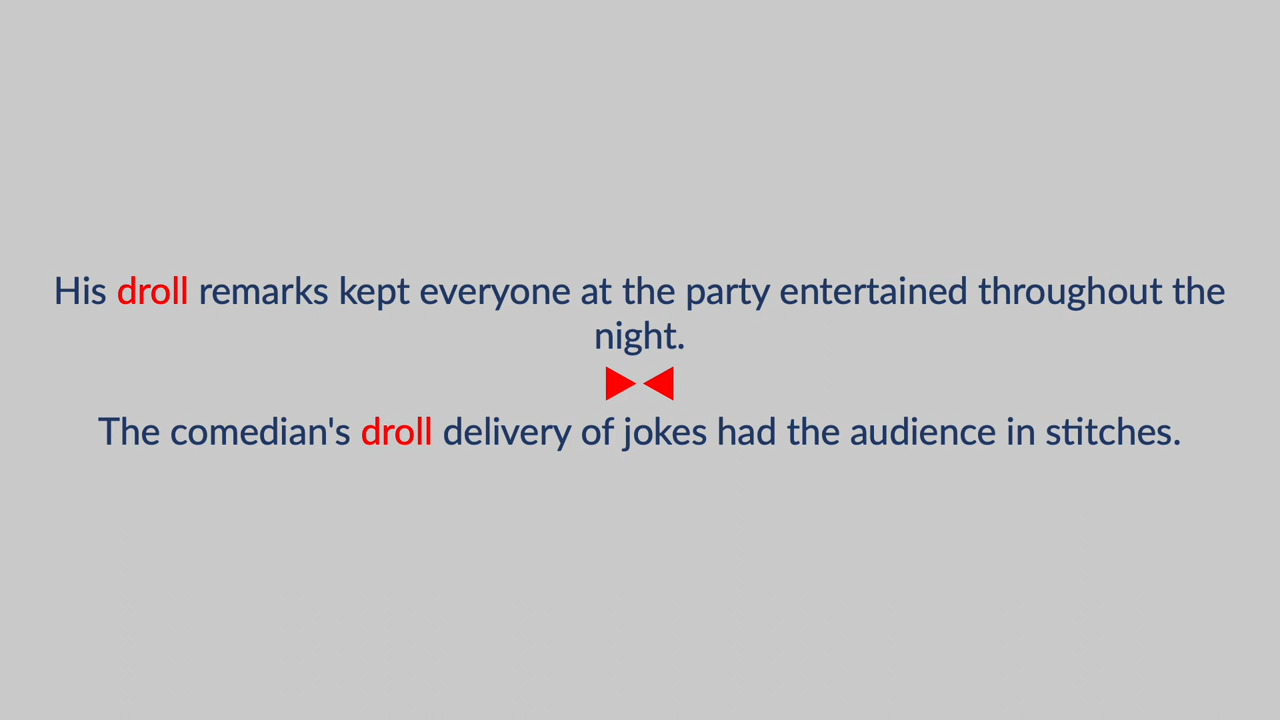 His droll remarks kept everyone at the party entertained throughout the
night.
The comedian's droll delivery of jokes had the audience in stitches.